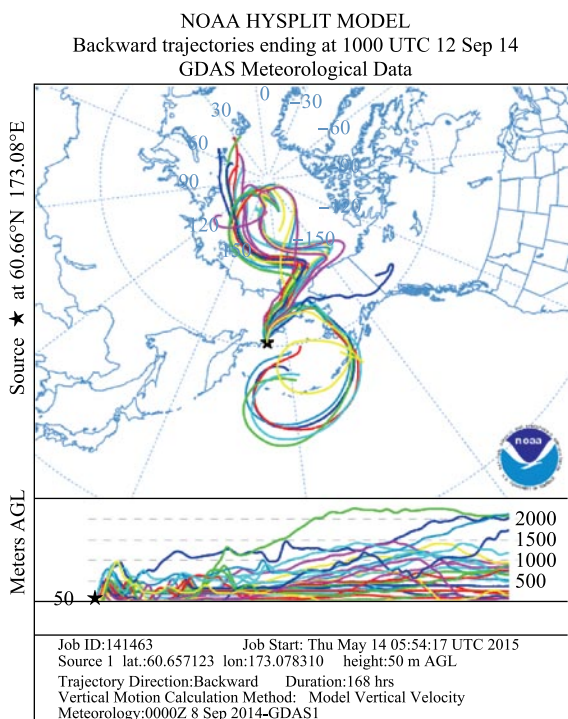 NOAA HYSPLIT MODEL
Backward trajectories ending at 1000 UTC 12 Sep 14
GDAS Meteorological Data
Source ★ at 60.66°N 173.08°E
0
30
−30
60
−60
90
120
−150
150
noaa
Meters AGL
2000
1500
1000
500
50
Job ID:141463 Job Start: Thu May 14 05:54:17 UTC 2015
Source 1 lat:60.657123 lon:173.078310 height:50 m AGL
Trajectory Direction:Backward Duration:168 hrs
Vertical Motion Calculation Method: Model Vertical Velocity
Meteorology:0000Z 8 Sep 2014-GDAS1